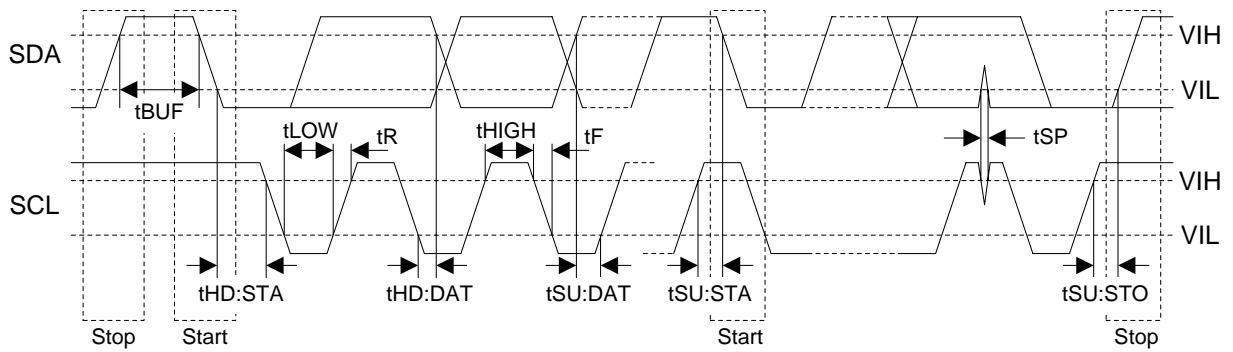 SDA
VIH
VIL
tBUF
tLOW
tR
tHIGH
tF
tSP
SCL
VIH
VIL
tHD:STA
tHD:DAT
tSU:DAT
tSU:STA
tSU:STO
Stop
Start
Start
Stop